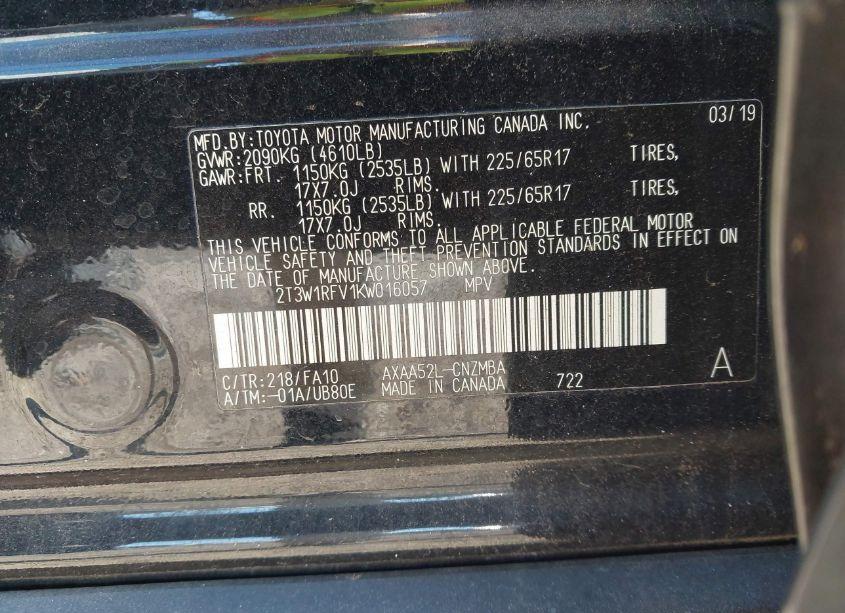 MFD.BY:TOYOTA MOTOR MANUFACTURING CANADA INC. 03/19
GVWR:2090KG (4610LB)
GAWR:FRT. 1150KG (2535LB) WITH 225/65R17 TIRES,
17X7.0J RIMS.
RR. 1150KG (2535LB) WITH 225/65R17 TIRES,
17X7.0J RIMS.
THIS VEHICLE CONFORMS TO ALL APPLICABLE FEDERAL MOTOR
VEHICLE SAFETY AND THEFT PREVENTION STANDARDS IN EFFECT ON
THE DATE OF MANUFACTURE SHOWN ABOVE.
2T3W1RFV1KW016057 MPV
C/TR:218/FA10 AXAA52L-CNZMBA A
A/TM:-01A/UB80E MADE IN CANADA 722